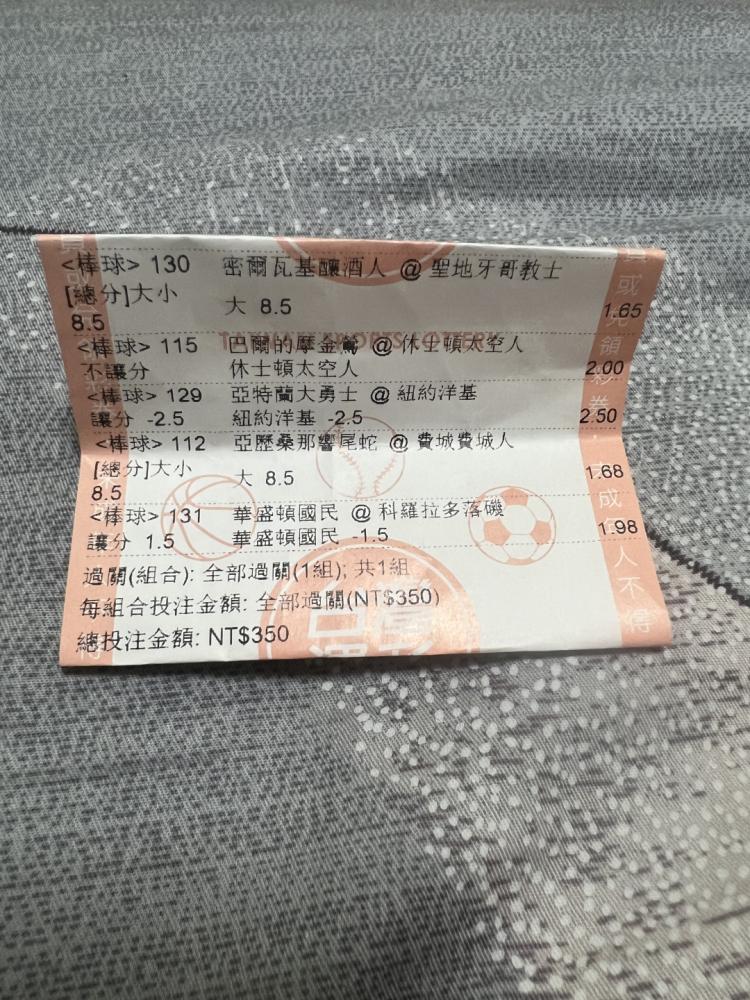 <棒球> 130 密爾瓦基釀酒人 @ 聖地牙哥教士
[總分]大小 大 8.5 1.65
8.5
TAIWAN SPORTS LOTTERY
<棒球> 115 巴爾的摩金鶯 @ 休士頓太空人
不讓分 休士頓太空人 2.00
<棒球> 129 亞特蘭大勇士 @ 紐約洋基
讓分 -2.5 紐約洋基 -2.5 2.50
<棒球> 112 亞歷桑那響尾蛇 @ 費城費城人
[總分]大小 大 8.5 1.68
8.5
<棒球> 131 華盛頓國民 @ 科羅拉多落磯
讓分 1.5 華盛頓國民 -1.5 1.98
過關(組合): 全部過關(1組); 共1組
每組合投注金額: 全部過關(NT$350)
總投注金額: NT$350